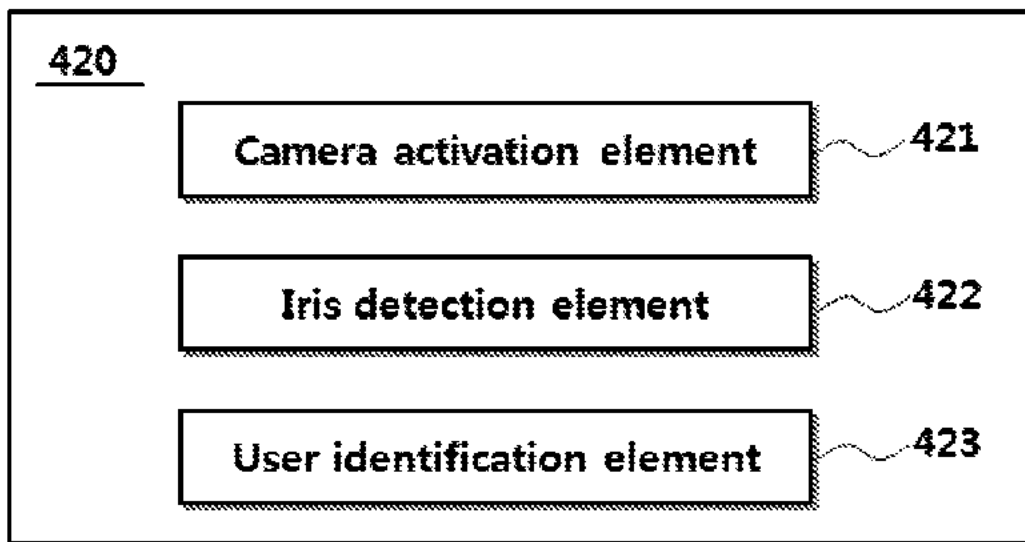 420
Camera activation element 421
Iris detection element 422
User identification element 423